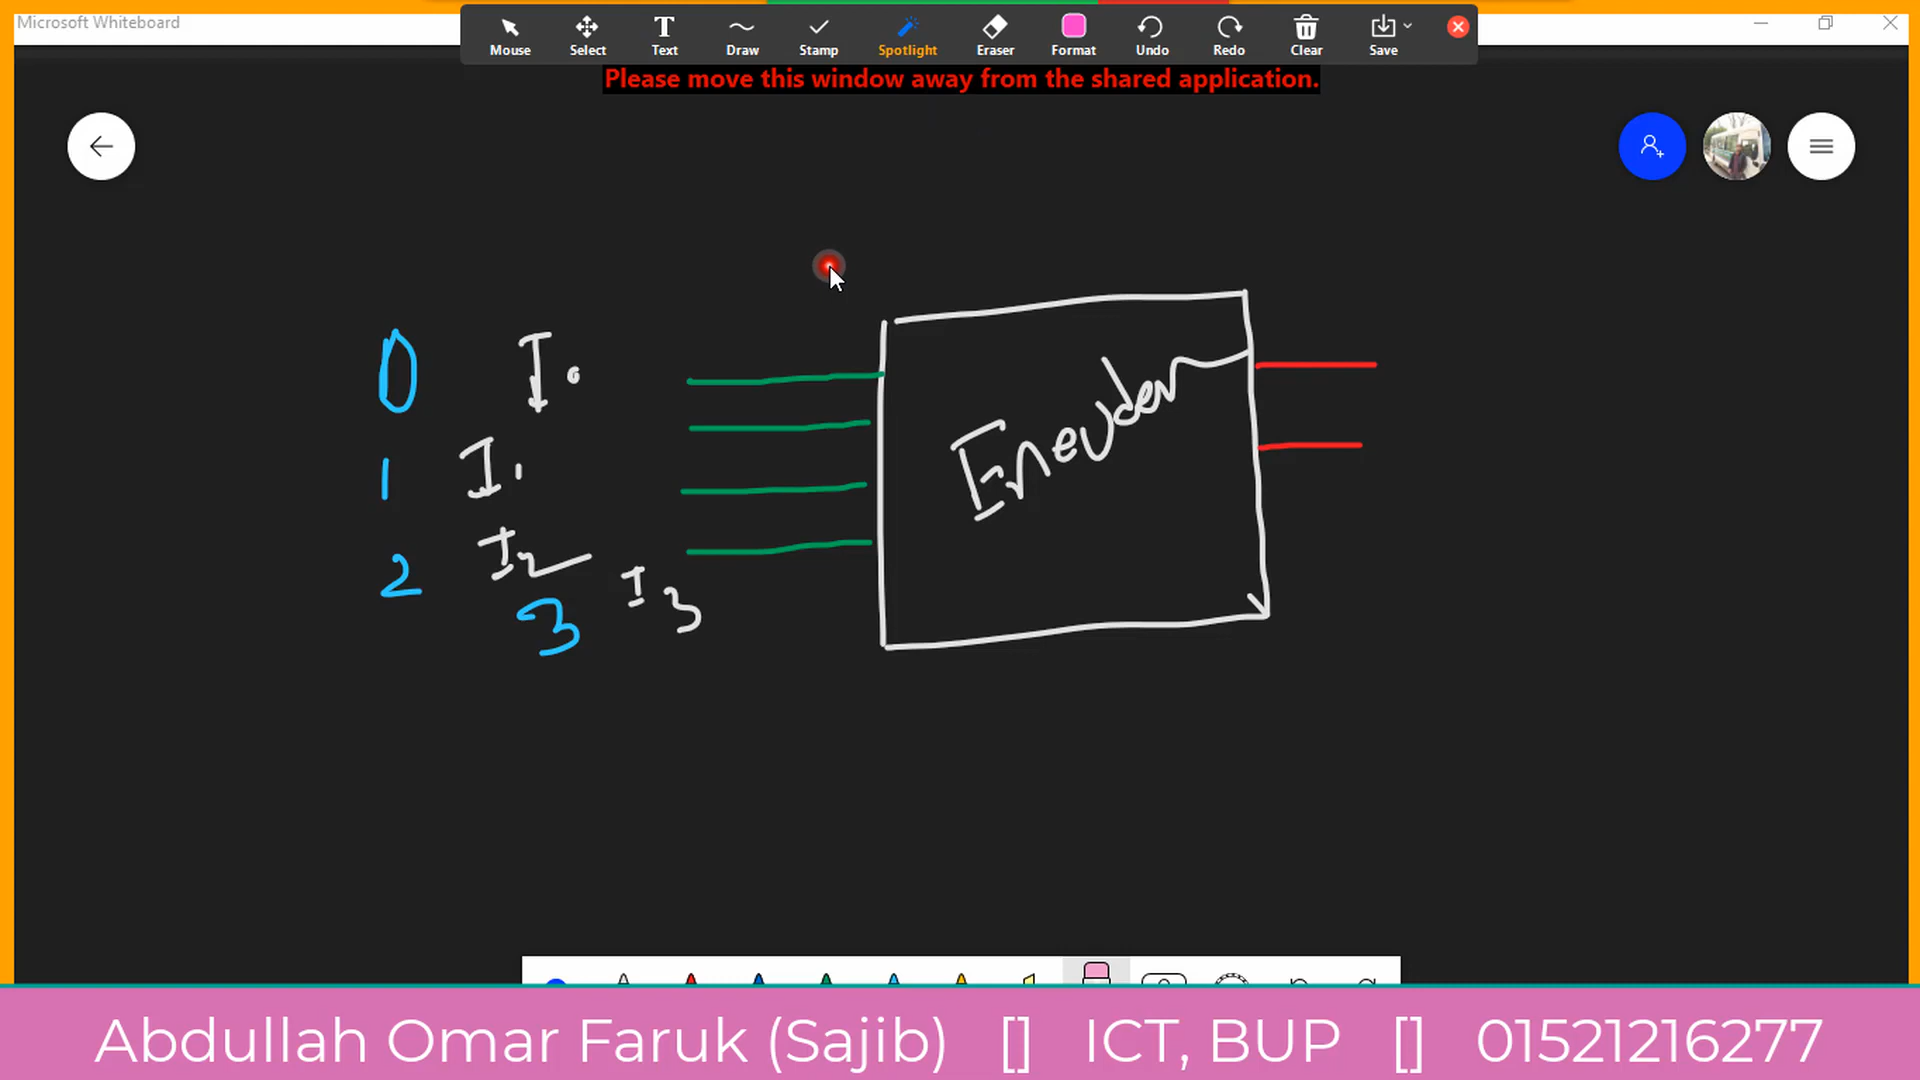 Microsoft Whiteboard
Mouse Select Text Draw Stamp Spotlight Eraser Format Undo Redo Clear Save
Please move this window away from the shared application.
0 I0
1 I1
2 I2
3 I3
Encoder
Abdullah Omar Faruk (Sajib) [] ICT, BUP [] 01521216277